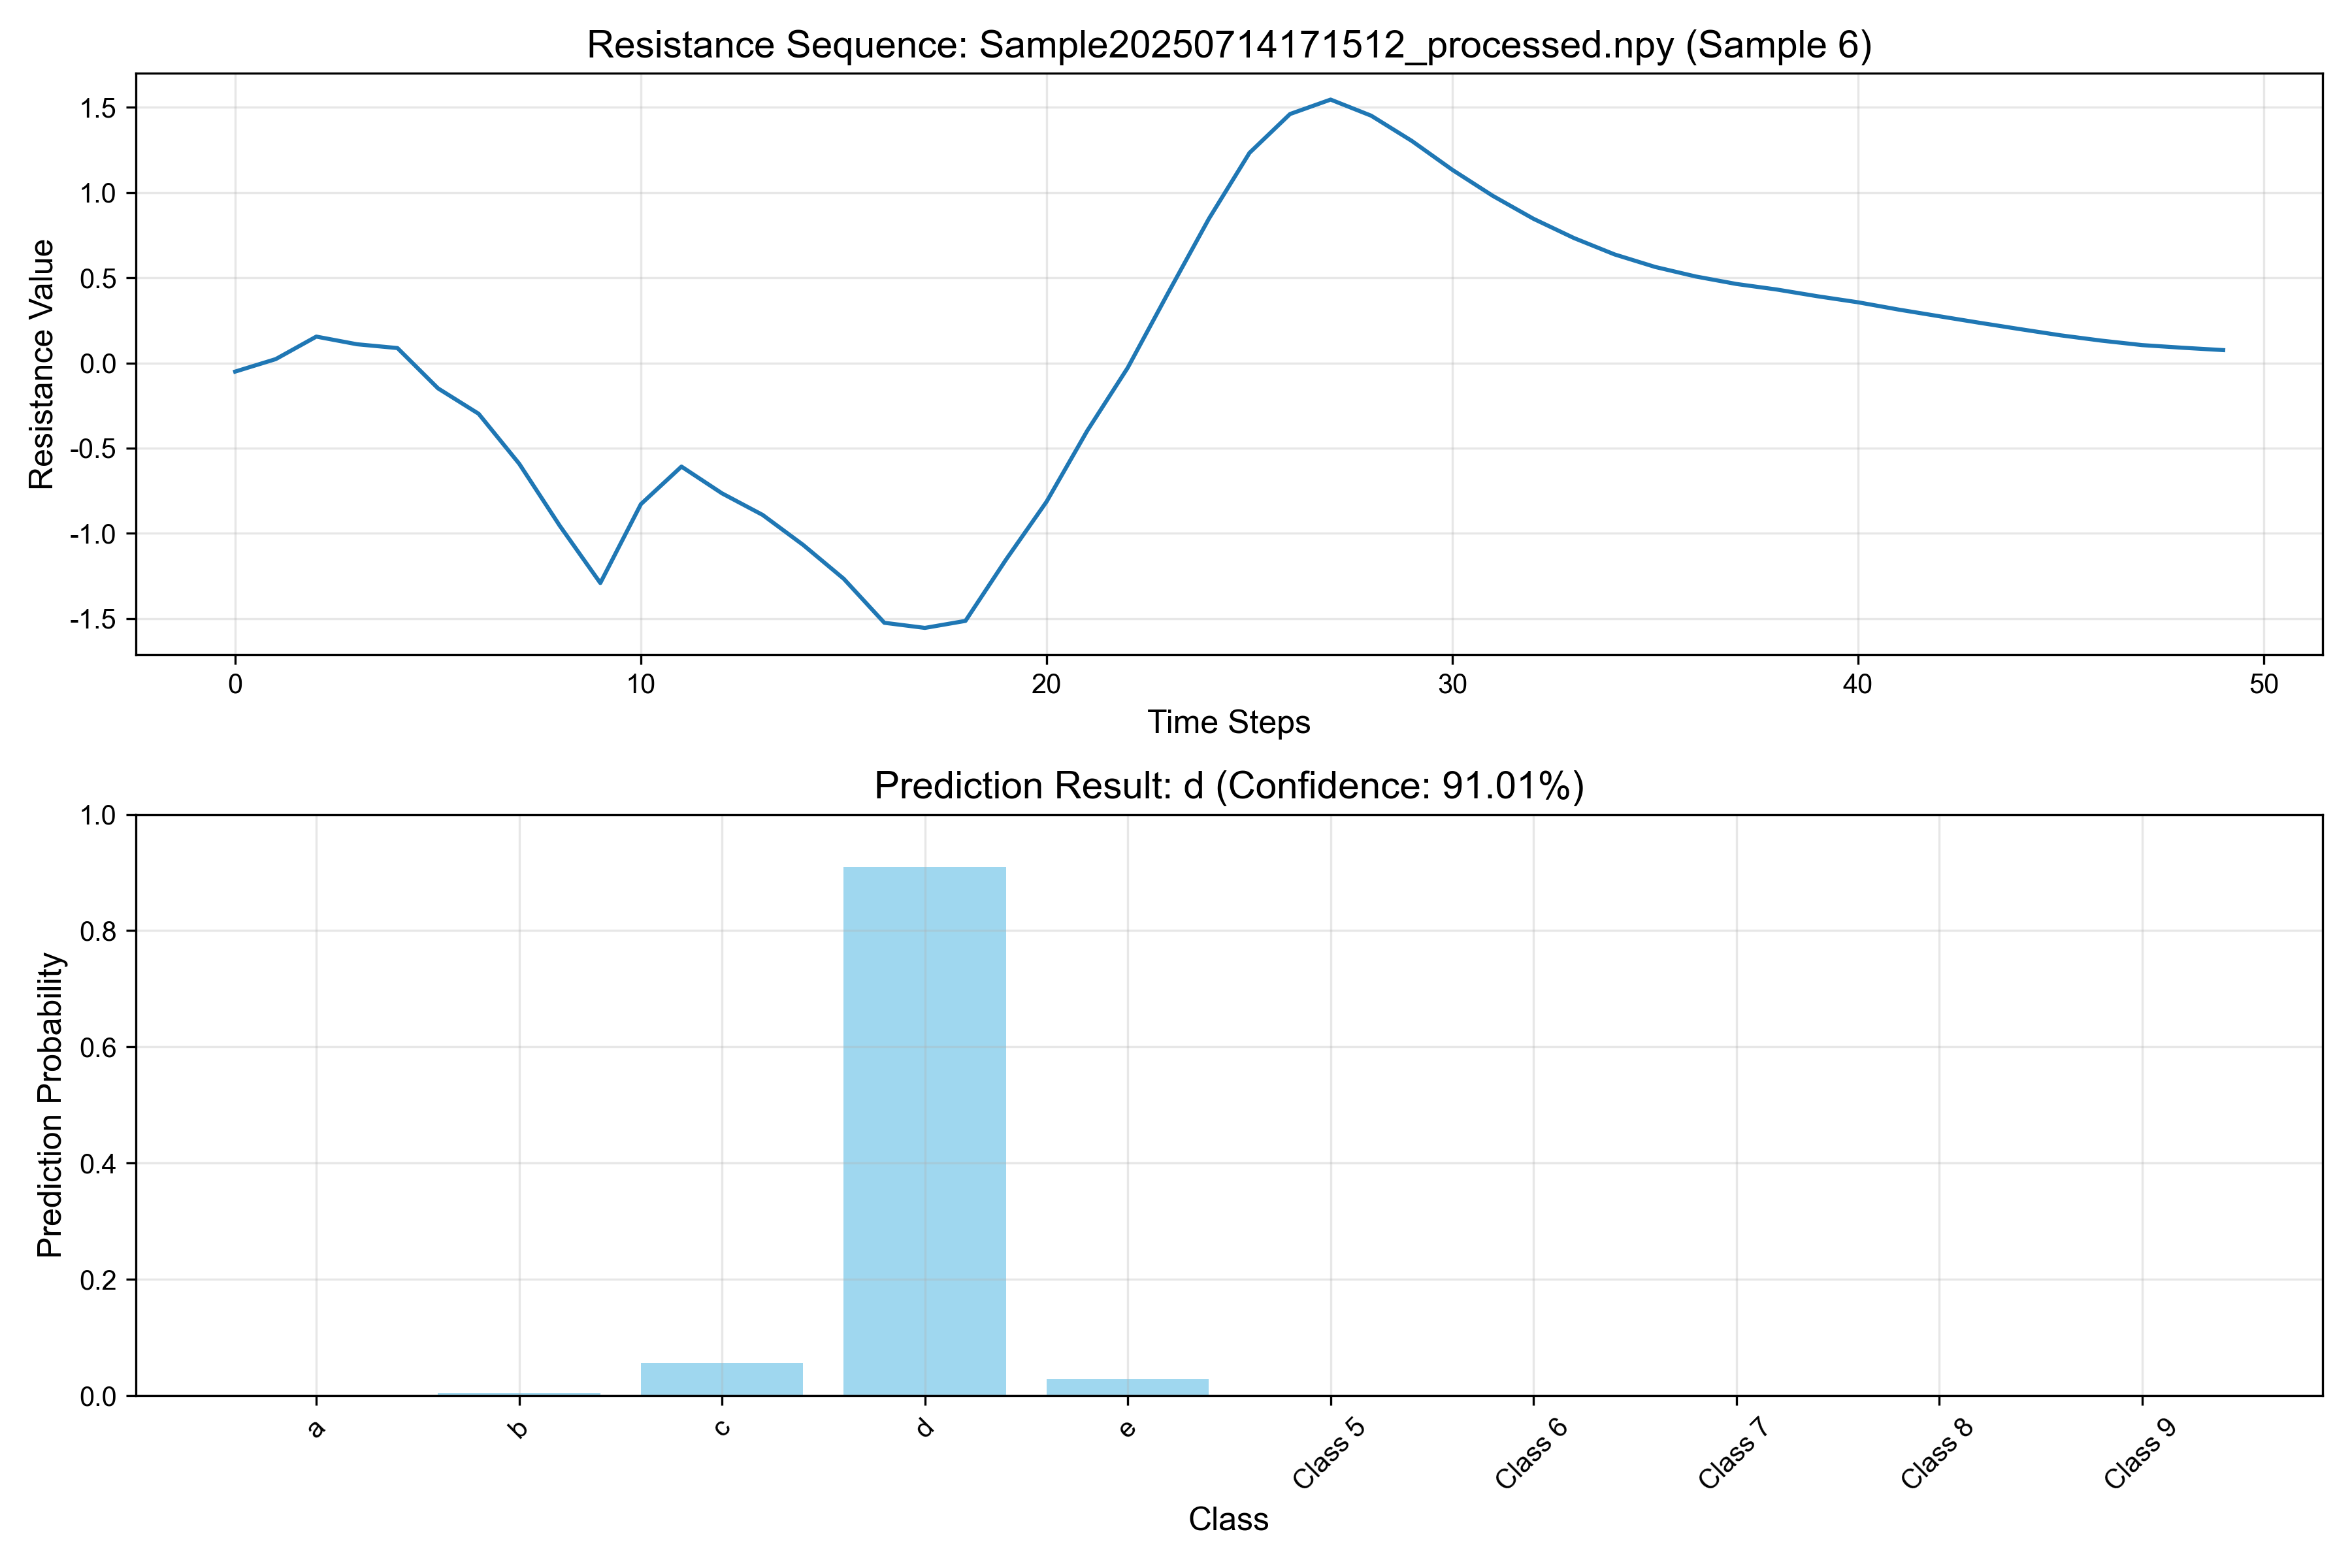 Resistance Sequence: Sample20250714171512_processed.npy (Sample 6)
Resistance Value
1.5
1.0
0.5
0.0
-0.5
-1.0
-1.5
0 10 20 30 40 50
Time Steps
Prediction Result: d (Confidence: 91.01%)
Prediction Probability
1.0
0.8
0.6
0.4
0.2
0.0
a b c d e Class 5 Class 6 Class 7 Class 8 Class 9
Class